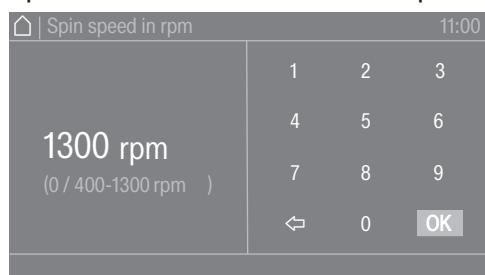 Spin speed in rpm 11:00
1 2 3
4 5 6
1300 rpm
(0 / 400-1300 rpm )
7 8 9
0 OK